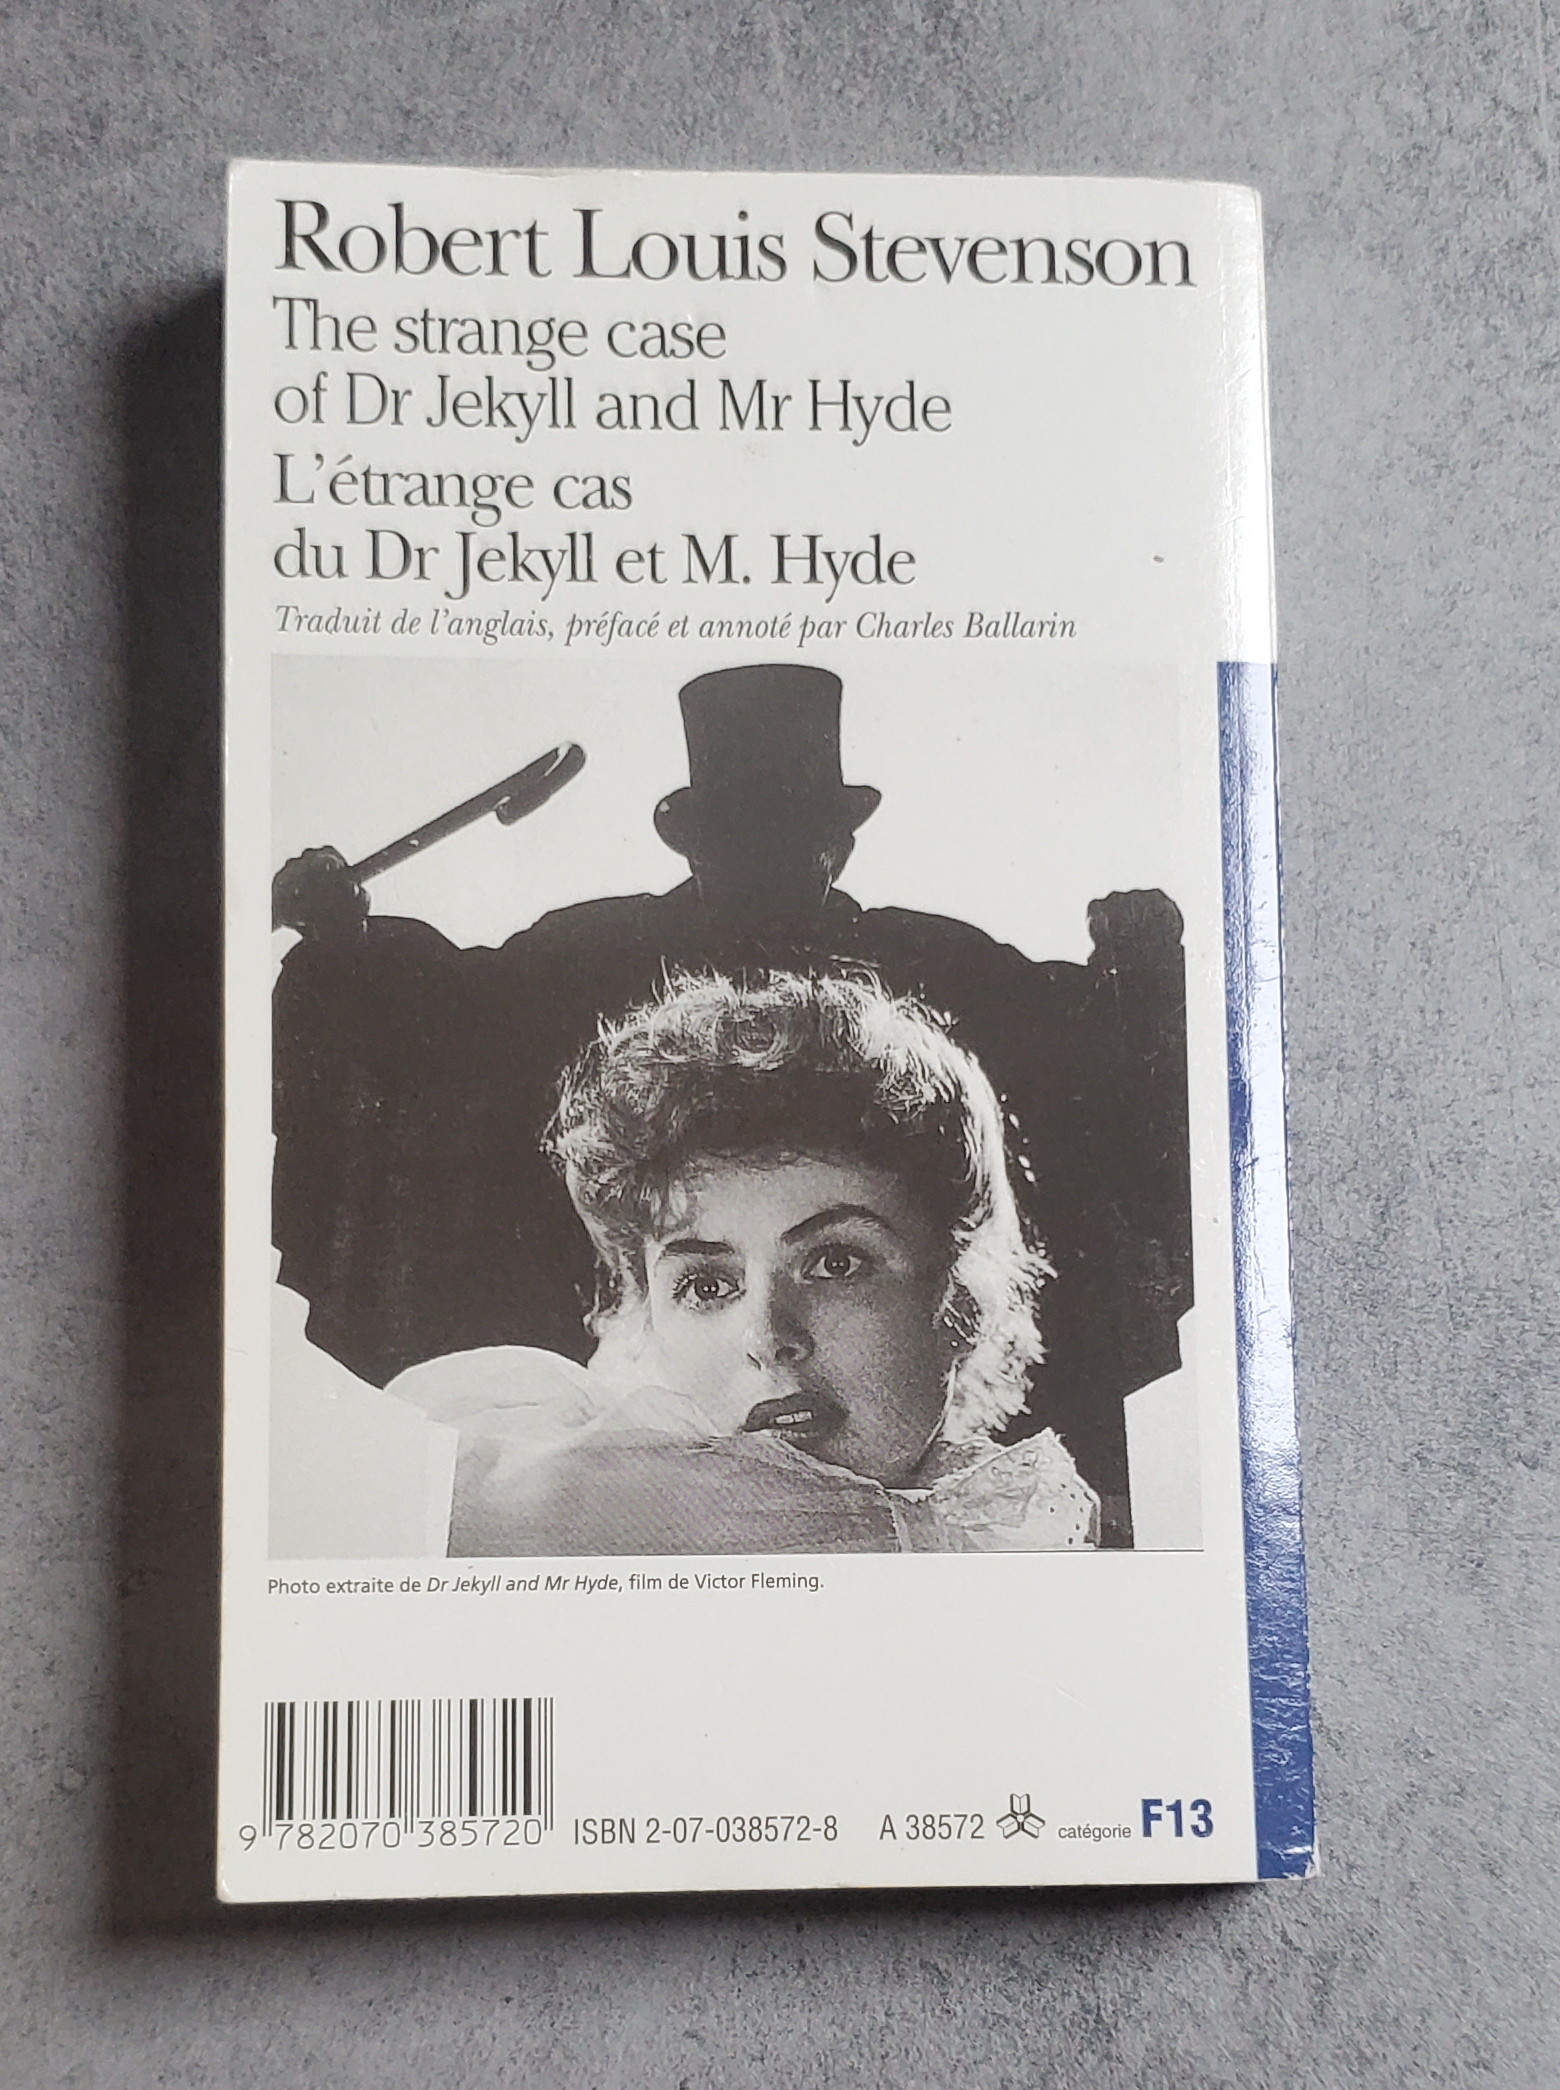 Robert Louis Stevenson
The strange case
of Dr Jekyll and Mr Hyde
L'étrange cas
du Dr Jekyll et M. Hyde
Traduit de l'anglais, préfacé et annoté par Charles Ballarin
Photo extraite de Dr Jekyll and Mr Hyde, film de Victor Fleming.
9 782070 385720 ISBN 2-07-038572-8 A 38572 catégorie F13